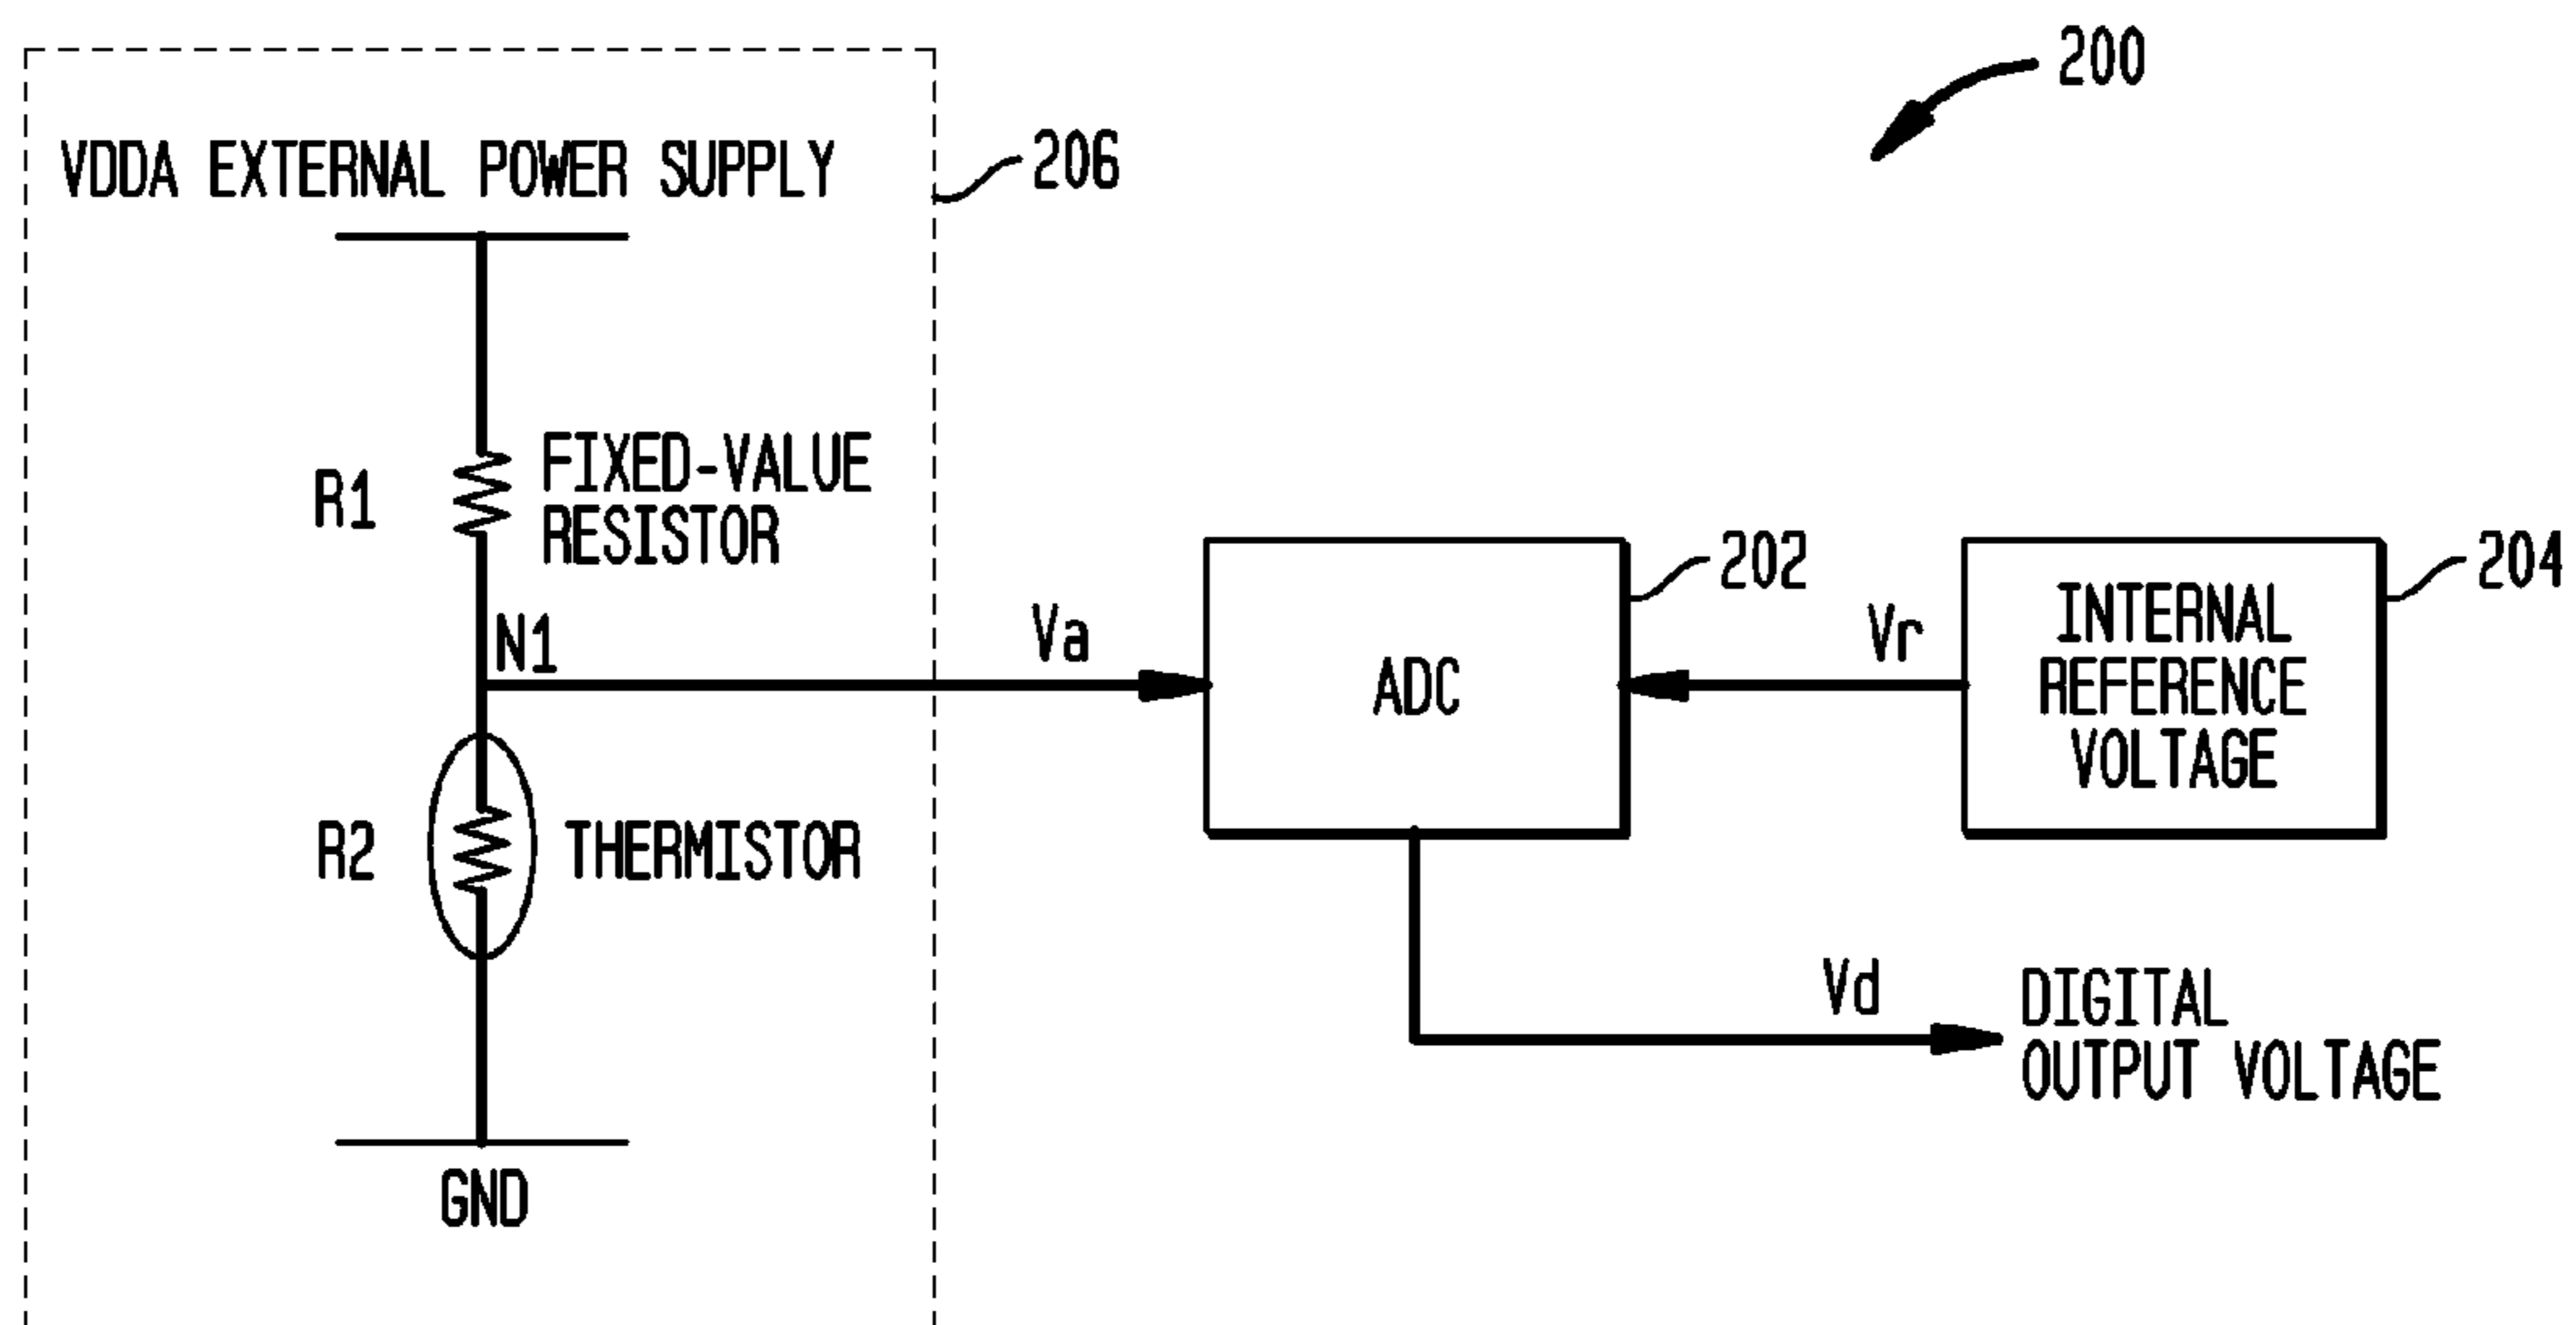 200
VDDA EXTERNAL POWER SUPPLY
206
R1
FIXED-VALUE
RESISTOR
N1
Va
ADC
202
Vr
INTERNAL
REFERENCE
VOLTAGE
204
R2
THERMISTOR
Vd
DIGITAL
OUTPUT VOLTAGE
GND